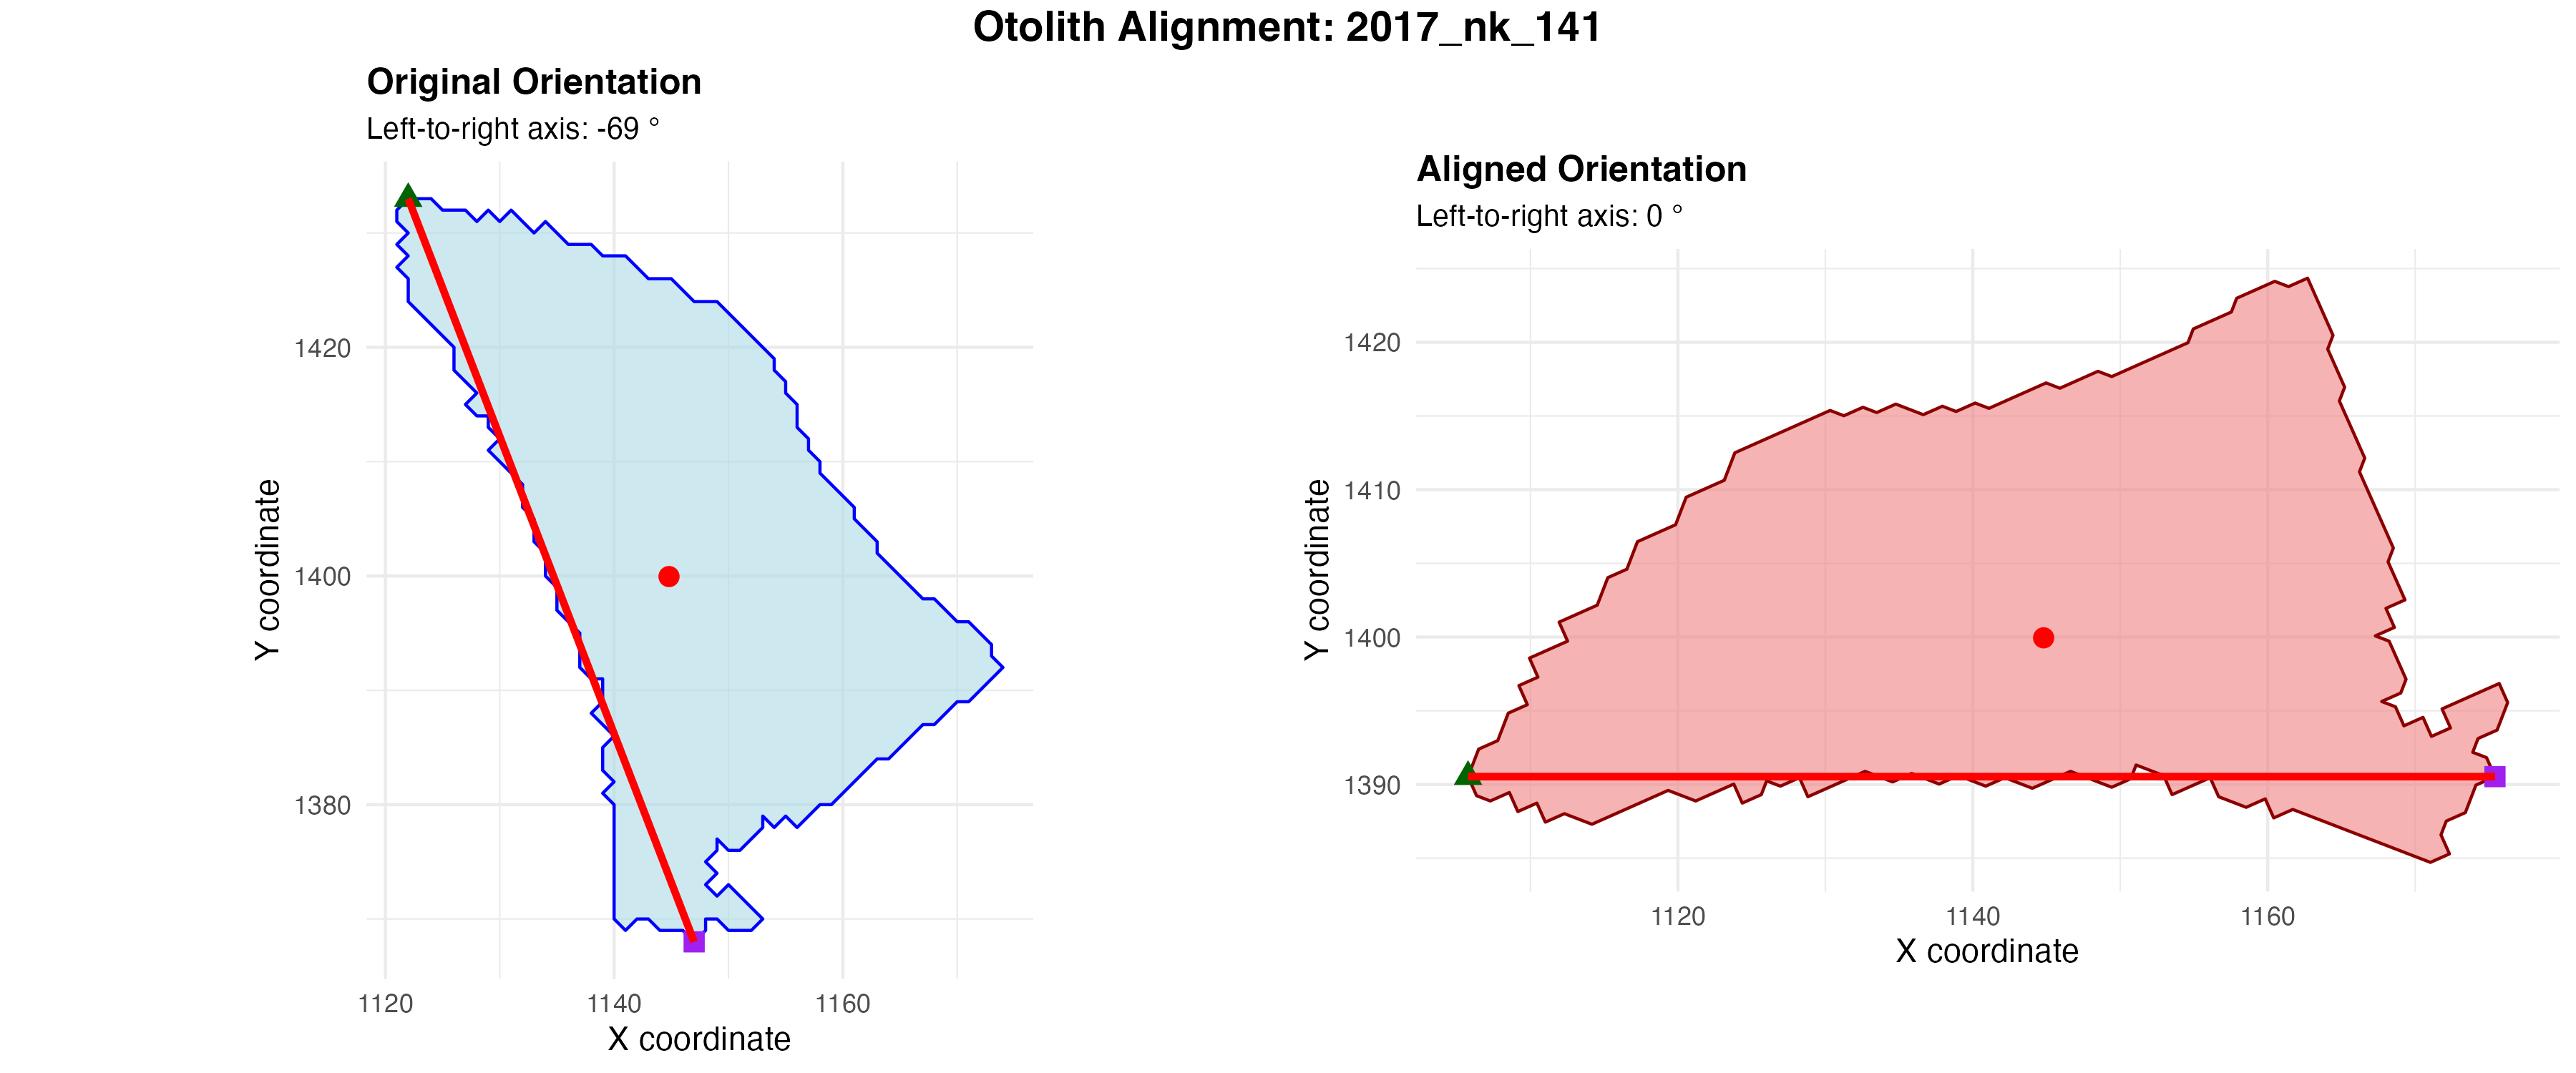 Otolith Alignment: 2017_nk_141
Original Orientation
Left-to-right axis: -69 °
1420
1400
1380
Y coordinate
1120 1140 1160
X coordinate
Aligned Orientation
Left-to-right axis: 0 °
1420
1410
1400
1390
Y coordinate
1120 1140 1160
X coordinate